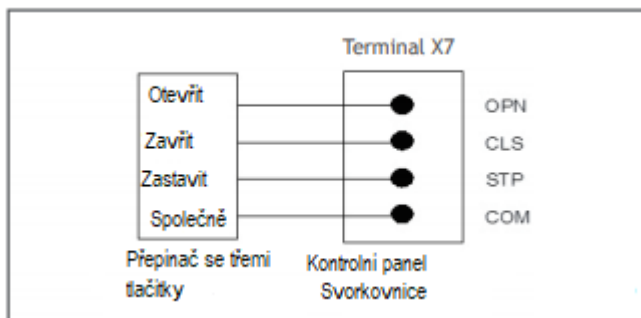 Terminal X7
Otevřít OPN
Zavřít CLS
Zastavit STP
Společně COM
Přepínač se třemi
tlačítky
Kontrolní panel
Svorkovnice